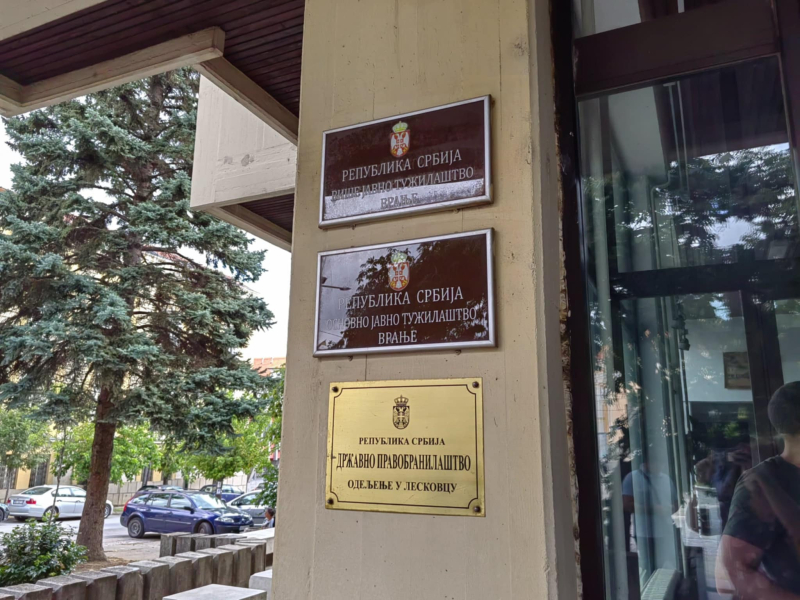 РЕПУБЛИКА СРБИЈА
ВИШЕ ЈАВНО ТУЖИЛАШТВО
ВРАЊЕ
РЕПУБЛИКА СРБИЈА
ОСНОВНО ЈАВНО ТУЖИЛАШТВО
ВРАЊЕ
РЕПУБЛИКА СРБИЈА
ДРЖАВНО ПРАВОБРАНИЛАШТВО
ОДЕЉЕЊЕ У ЛЕСКОВЦУ